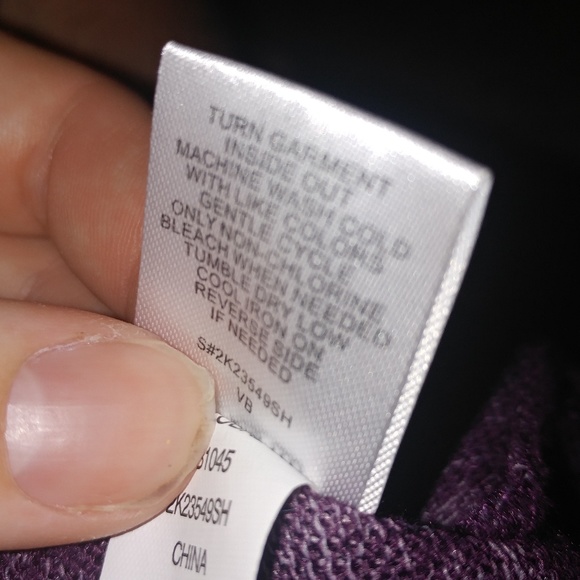 TURN GARMENT
INSIDE OUT
MACHINE WASH COLD
WITH LIKE COLORS
GENTLE CYCLE
ONLY NON-CHLORINE
BLEACH WHEN NEEDED
TUMBLE DRY LOW
COOL IRON ON
REVERSE SIDE
IF NEEDED
S#2K23549SH
VB
31045
2K23549SH
CHINA